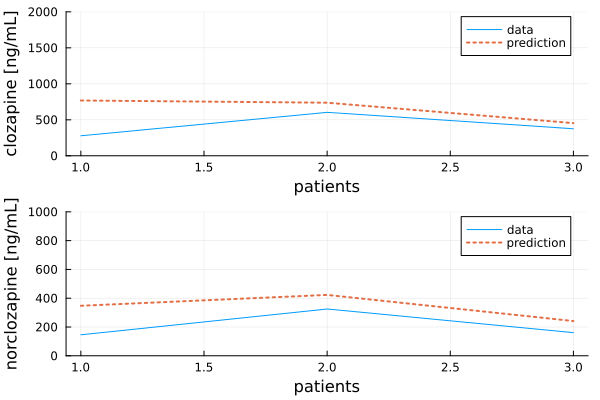 clozapine [ng/mL]
2000
1500
1000
500
0
data
prediction
1.0 1.5 2.0 2.5 3.0
patients
norclozapine [ng/mL]
1000
800
600
400
200
0
data
prediction
1.0 1.5 2.0 2.5 3.0
patients